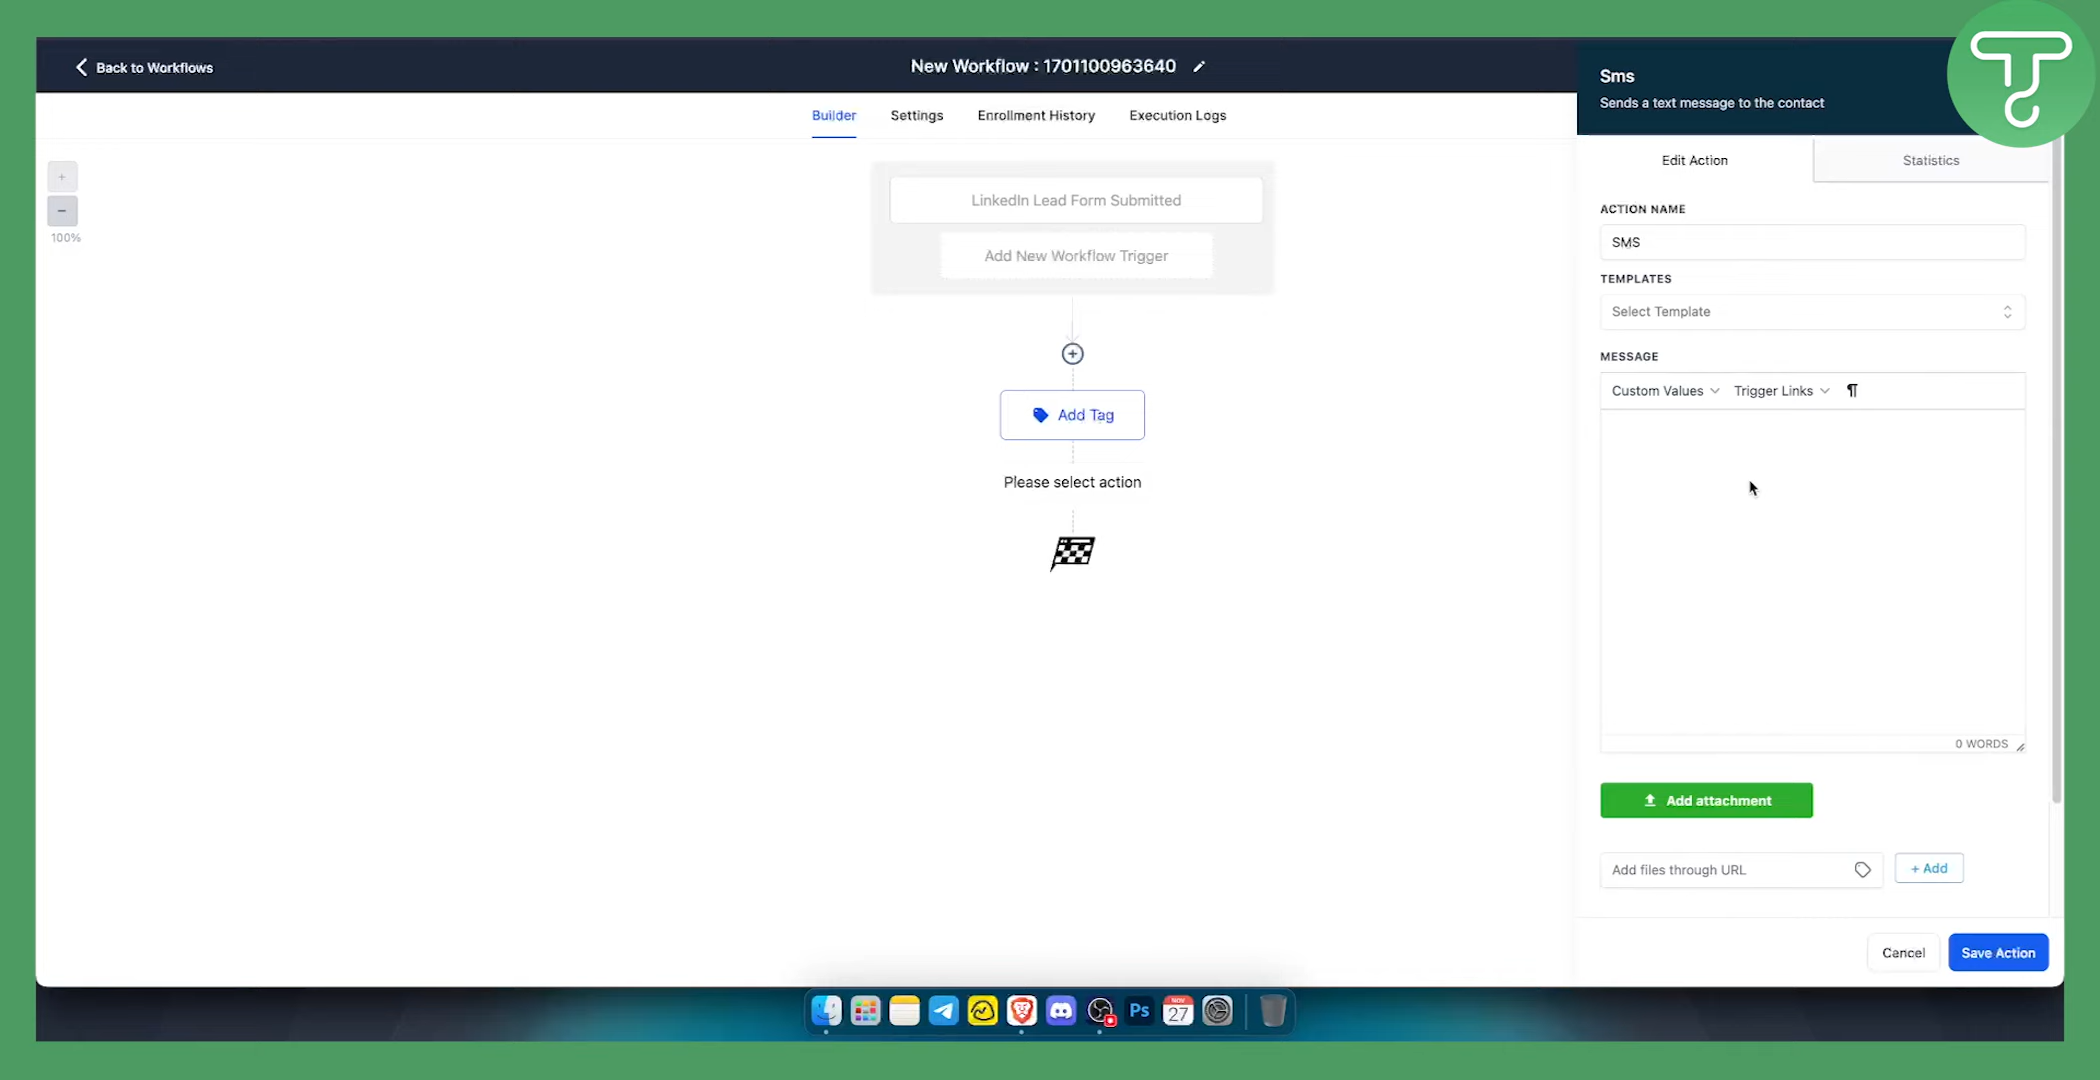 Back to Workflows
New Workflow : 1701100963640
Sms
Sends a text message to the contact
Builder
Settings
Enrollment History
Execution Logs
Edit Action
Statistics
+
−
100%
LinkedIn Lead Form Submitted
Add New Workflow Trigger
Add Tag
Please select action
ACTION NAME
SMS
TEMPLATES
Select Template
MESSAGE
Custom Values
Trigger Links
¶
0 WORDS
Add attachment
Add files through URL
+ Add
Cancel
Save Action
Ps
NOV
27